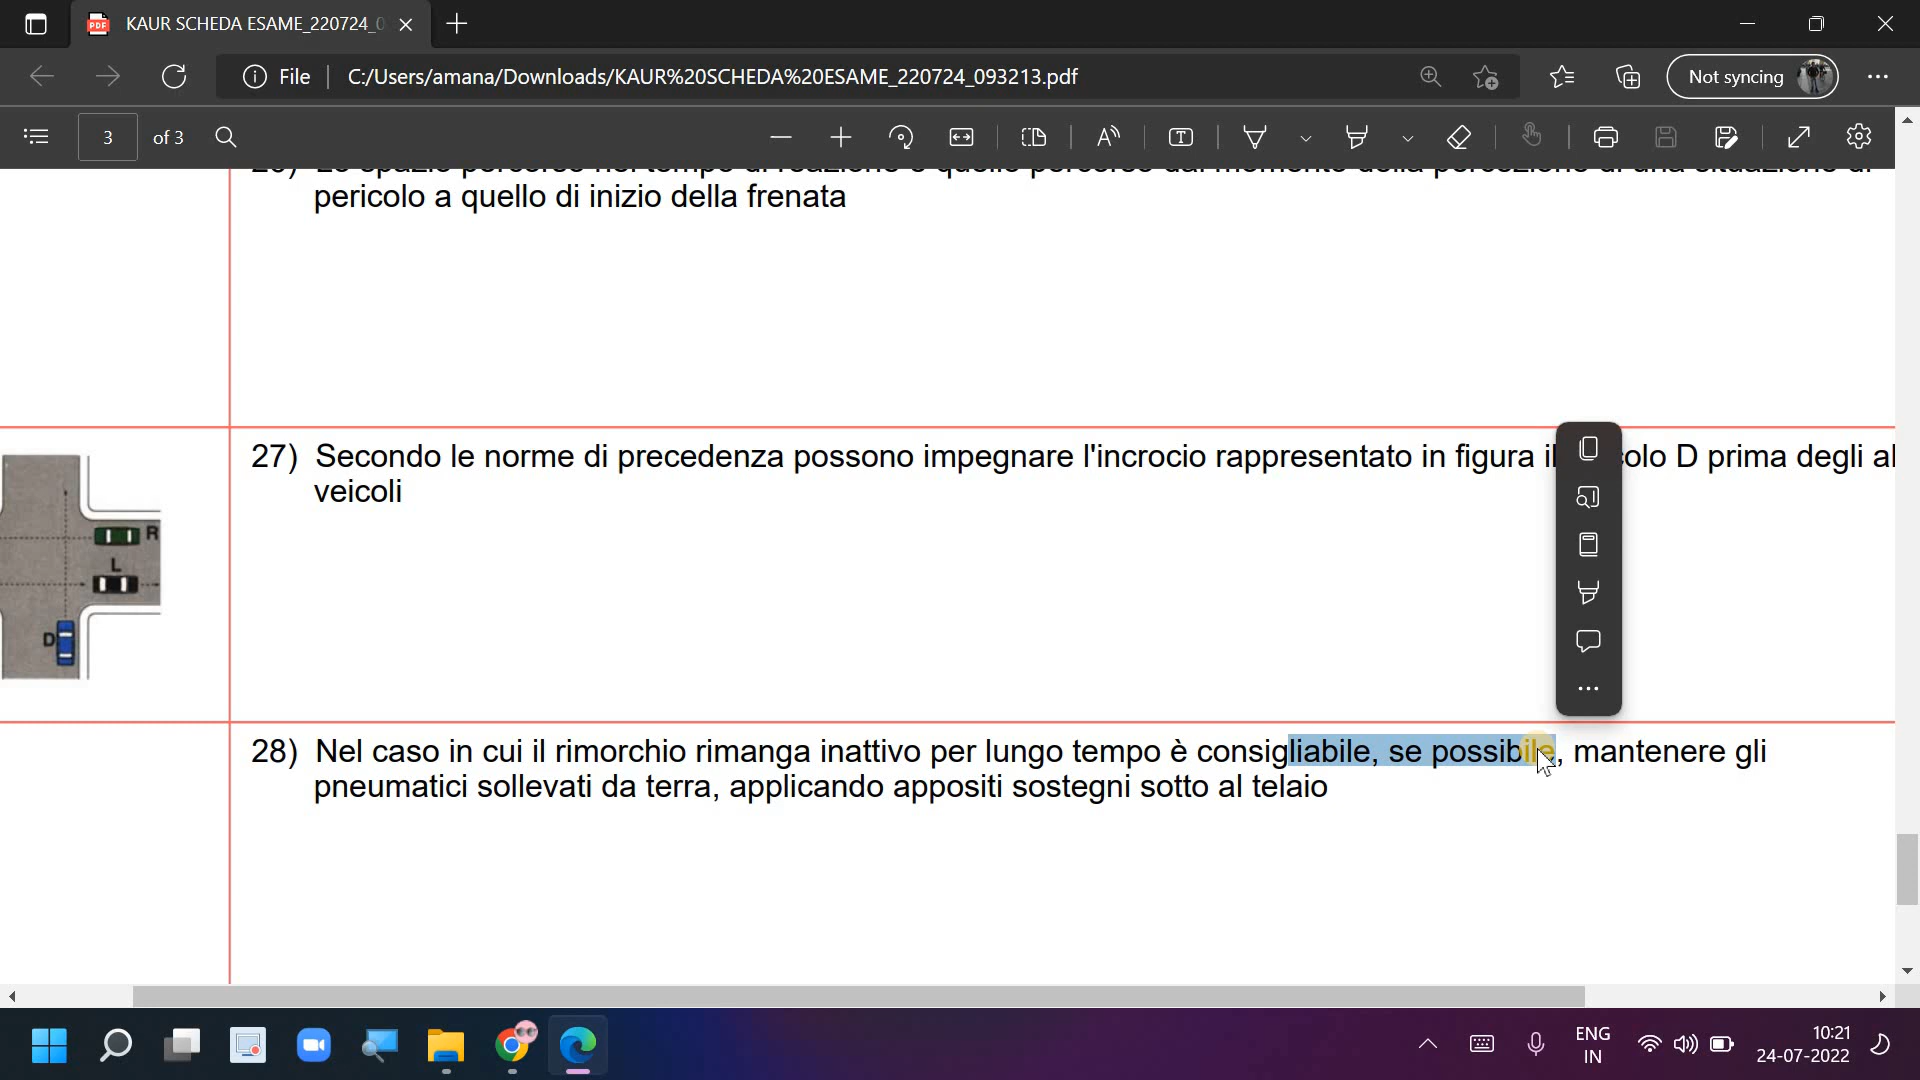 KAUR SCHEDA ESAME_220724_0
File
C:/Users/amana/Downloads/KAUR%20SCHEDA%20ESAME_220724_093213.pdf
Not syncing
3 of 3
pericolo a quello di inizio della frenata
27) Secondo le norme di precedenza possono impegnare l'incrocio rappresentato in figura il olo D prima degli al
veicoli
R
L
D
28) Nel caso in cui il rimorchio rimanga inattivo per lungo tempo è consigliabile, se possibile, mantenere gli
pneumatici sollevati da terra, applicando appositi sostegni sotto al telaio
ENG
IN
10:21
24-07-2022